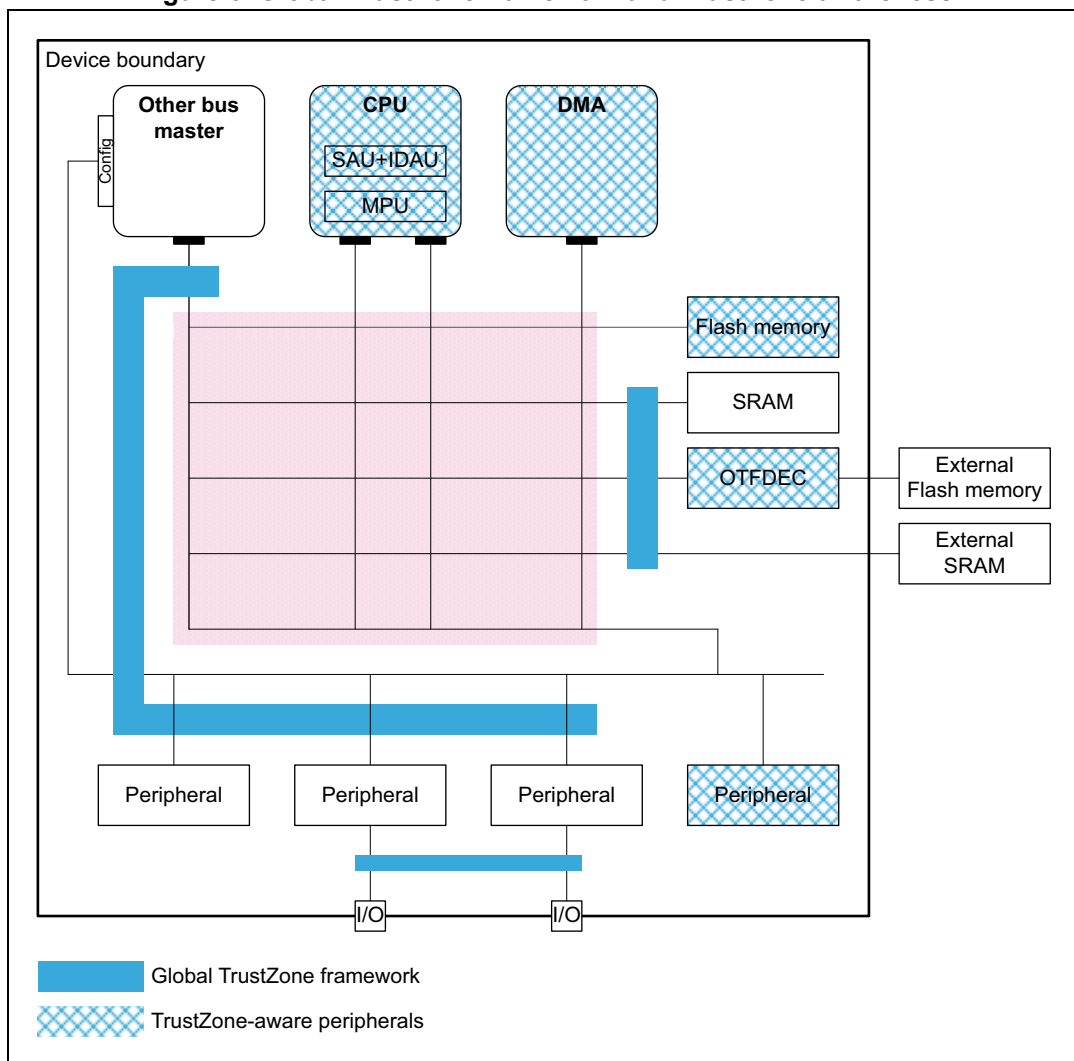 Device boundary
Other bus
master
CPU
DMA
Config
SAU+IDAU
MPU
Flash memory
SRAM
OTFDEC
External
Flash memory
External
SRAM
Peripheral
Peripheral
Peripheral
Peripheral
I/O
I/O
Global TrustZone framework
TrustZone-aware peripherals